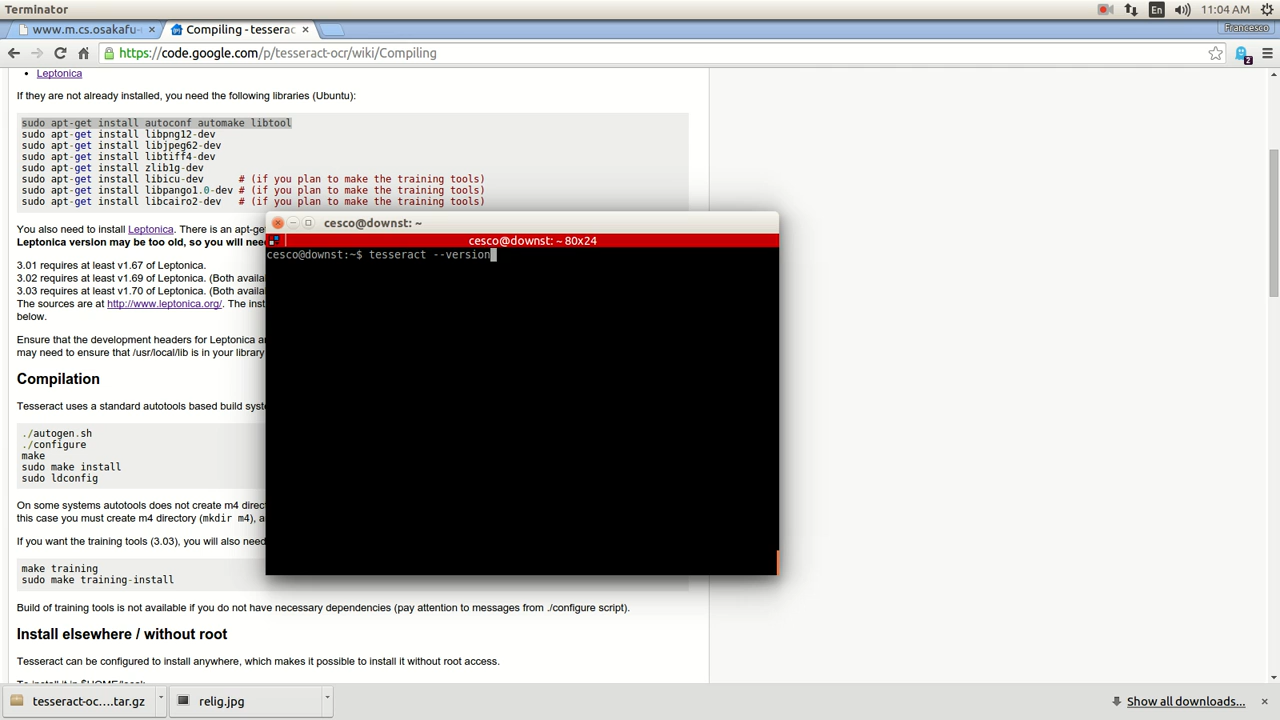 Terminator
En
11:04 AM
www.m.cs.osakafu-
Compiling - tesserac
Francesco
https://code.google.com/p/tesseract-ocr/wiki/Compiling
2
Leptonica
If they are not already installed, you need the following libraries (Ubuntu):
sudo apt-get install autoconf automake libtool
sudo apt-get install libpng12-dev
sudo apt-get install libjpeg62-dev
sudo apt-get install libtiff4-dev
sudo apt-get install zlib1g-dev
sudo apt-get install libicu-dev # (if you plan to make the training tools)
sudo apt-get install libpango1.0-dev # (if you plan to make the training tools)
sudo apt-get install libcairo2-dev # (if you plan to make the training tools)
You also need to install Leptonica. There is an apt-ge
Leptonica version may be too old, so you will nee
3.01 requires at least v1.67 of Leptonica.
3.02 requires at least v1.69 of Leptonica. (Both availa
3.03 requires at least v1.70 of Leptonica. (Both availa
The sources are at http://www.leptonica.org/. The inst
below.
Ensure that the development headers for Leptonica a
may need to ensure that /usr/local/lib is in your library
Compilation
Tesseract uses a standard autotools based build syst
./autogen.sh
./configure
make
sudo make install
sudo ldconfig
On some systems autotools does not create m4 direc
this case you must create m4 directory (mkdir m4), a
If you want the training tools (3.03), you will also need
make training
sudo make training-install
Build of training tools is not available if you do not have necessary dependencies (pay attention to messages from ./configure script).
Install elsewhere / without root
Tesseract can be configured to install anywhere, which makes it possible to install it without root access.
To install it in $HOME/local:
cesco@downst: ~
cesco@downst: ~ 80x24
cesco@downst:~$ tesseract --version
tesseract-oc....tar.gz
relig.jpg
Show all downloads...